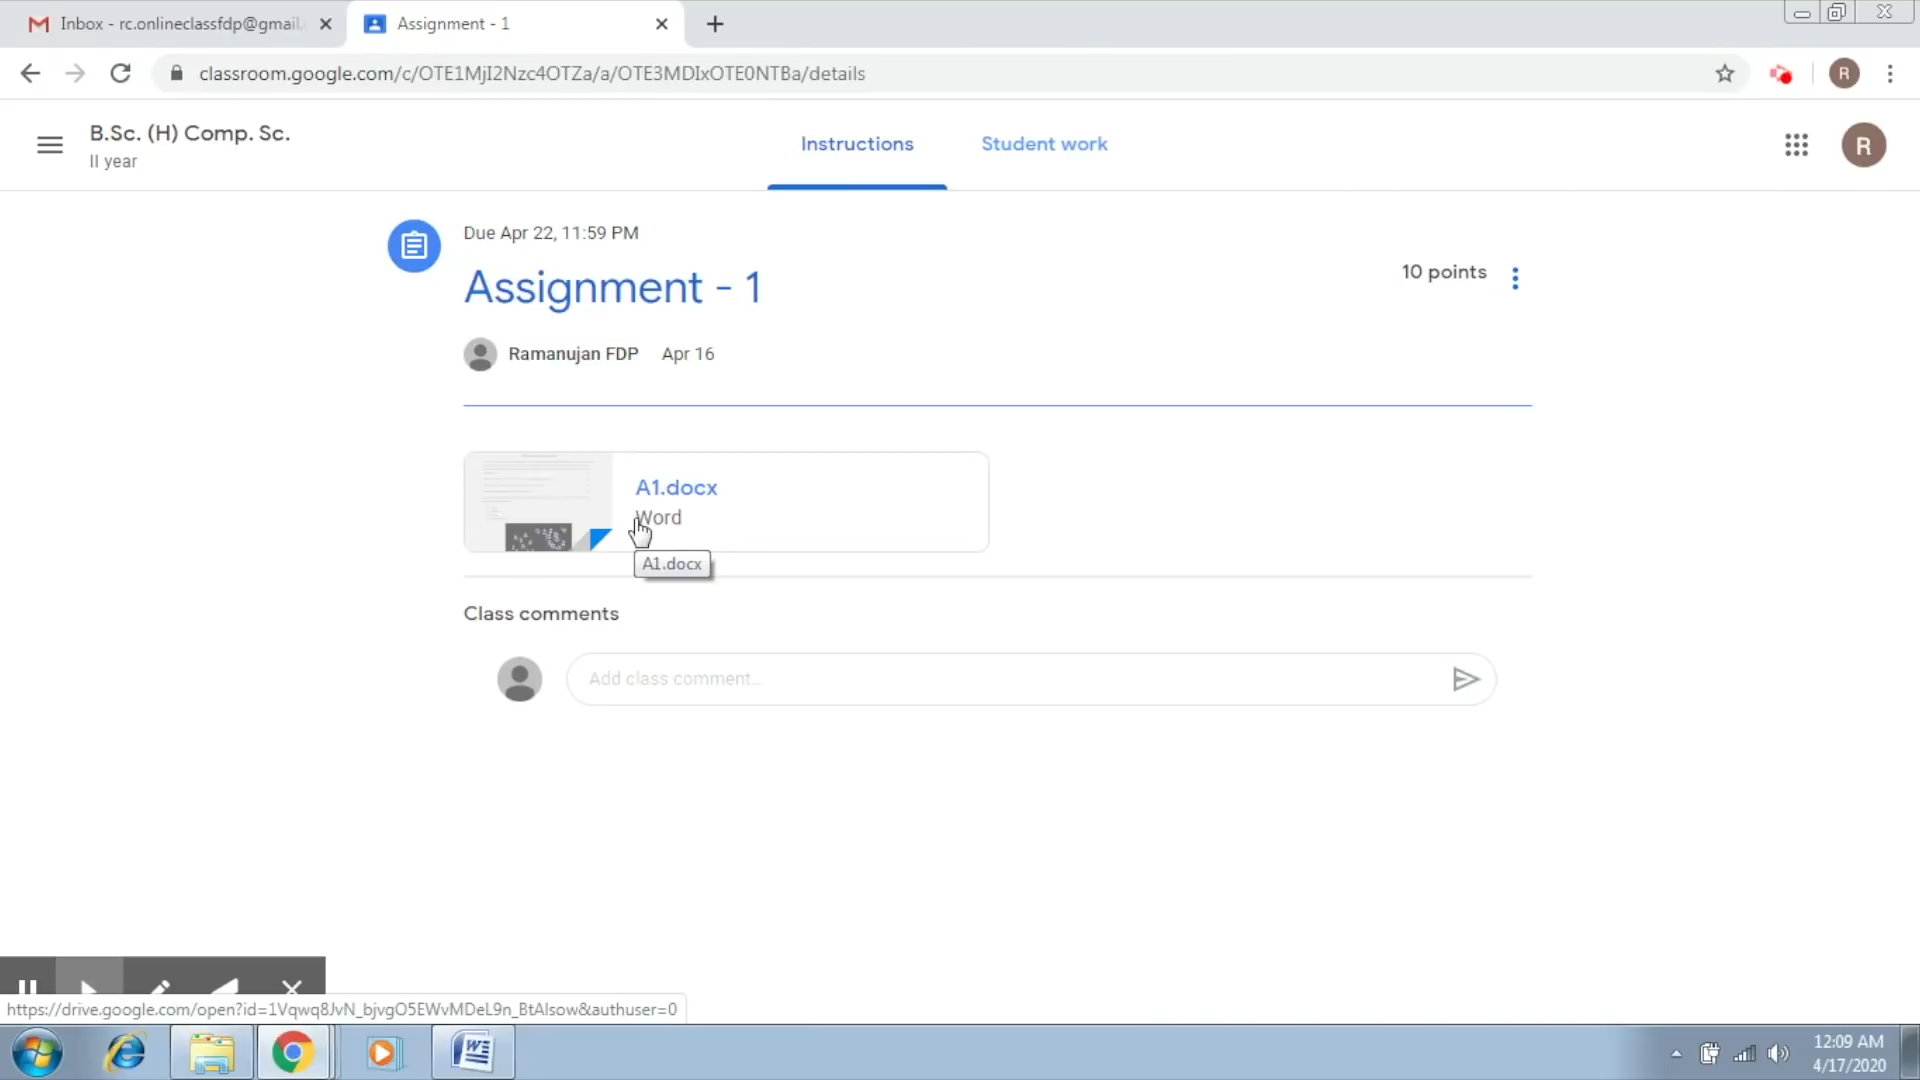 Inbox - rc.onlineclassfdp@gmail.
Assignment - 1
classroom.google.com/c/OTE1MjI2Nzc4OTZa/a/OTE3MDIxOTE0NTBa/details
R
B.Sc. (H) Comp. Sc.
II year
Instructions
Student work
R
Due Apr 22, 11:59 PM
Assignment - 1
10 points
Ramanujan FDP Apr 16
A1.docx
Word
A1.docx
Class comments
Add class comment...
https://drive.google.com/open?id=1Vqwq8JvN_bjvgO5EWvMDeL9n_BtAIsow&authuser=0
12:09 AM
4/17/2020